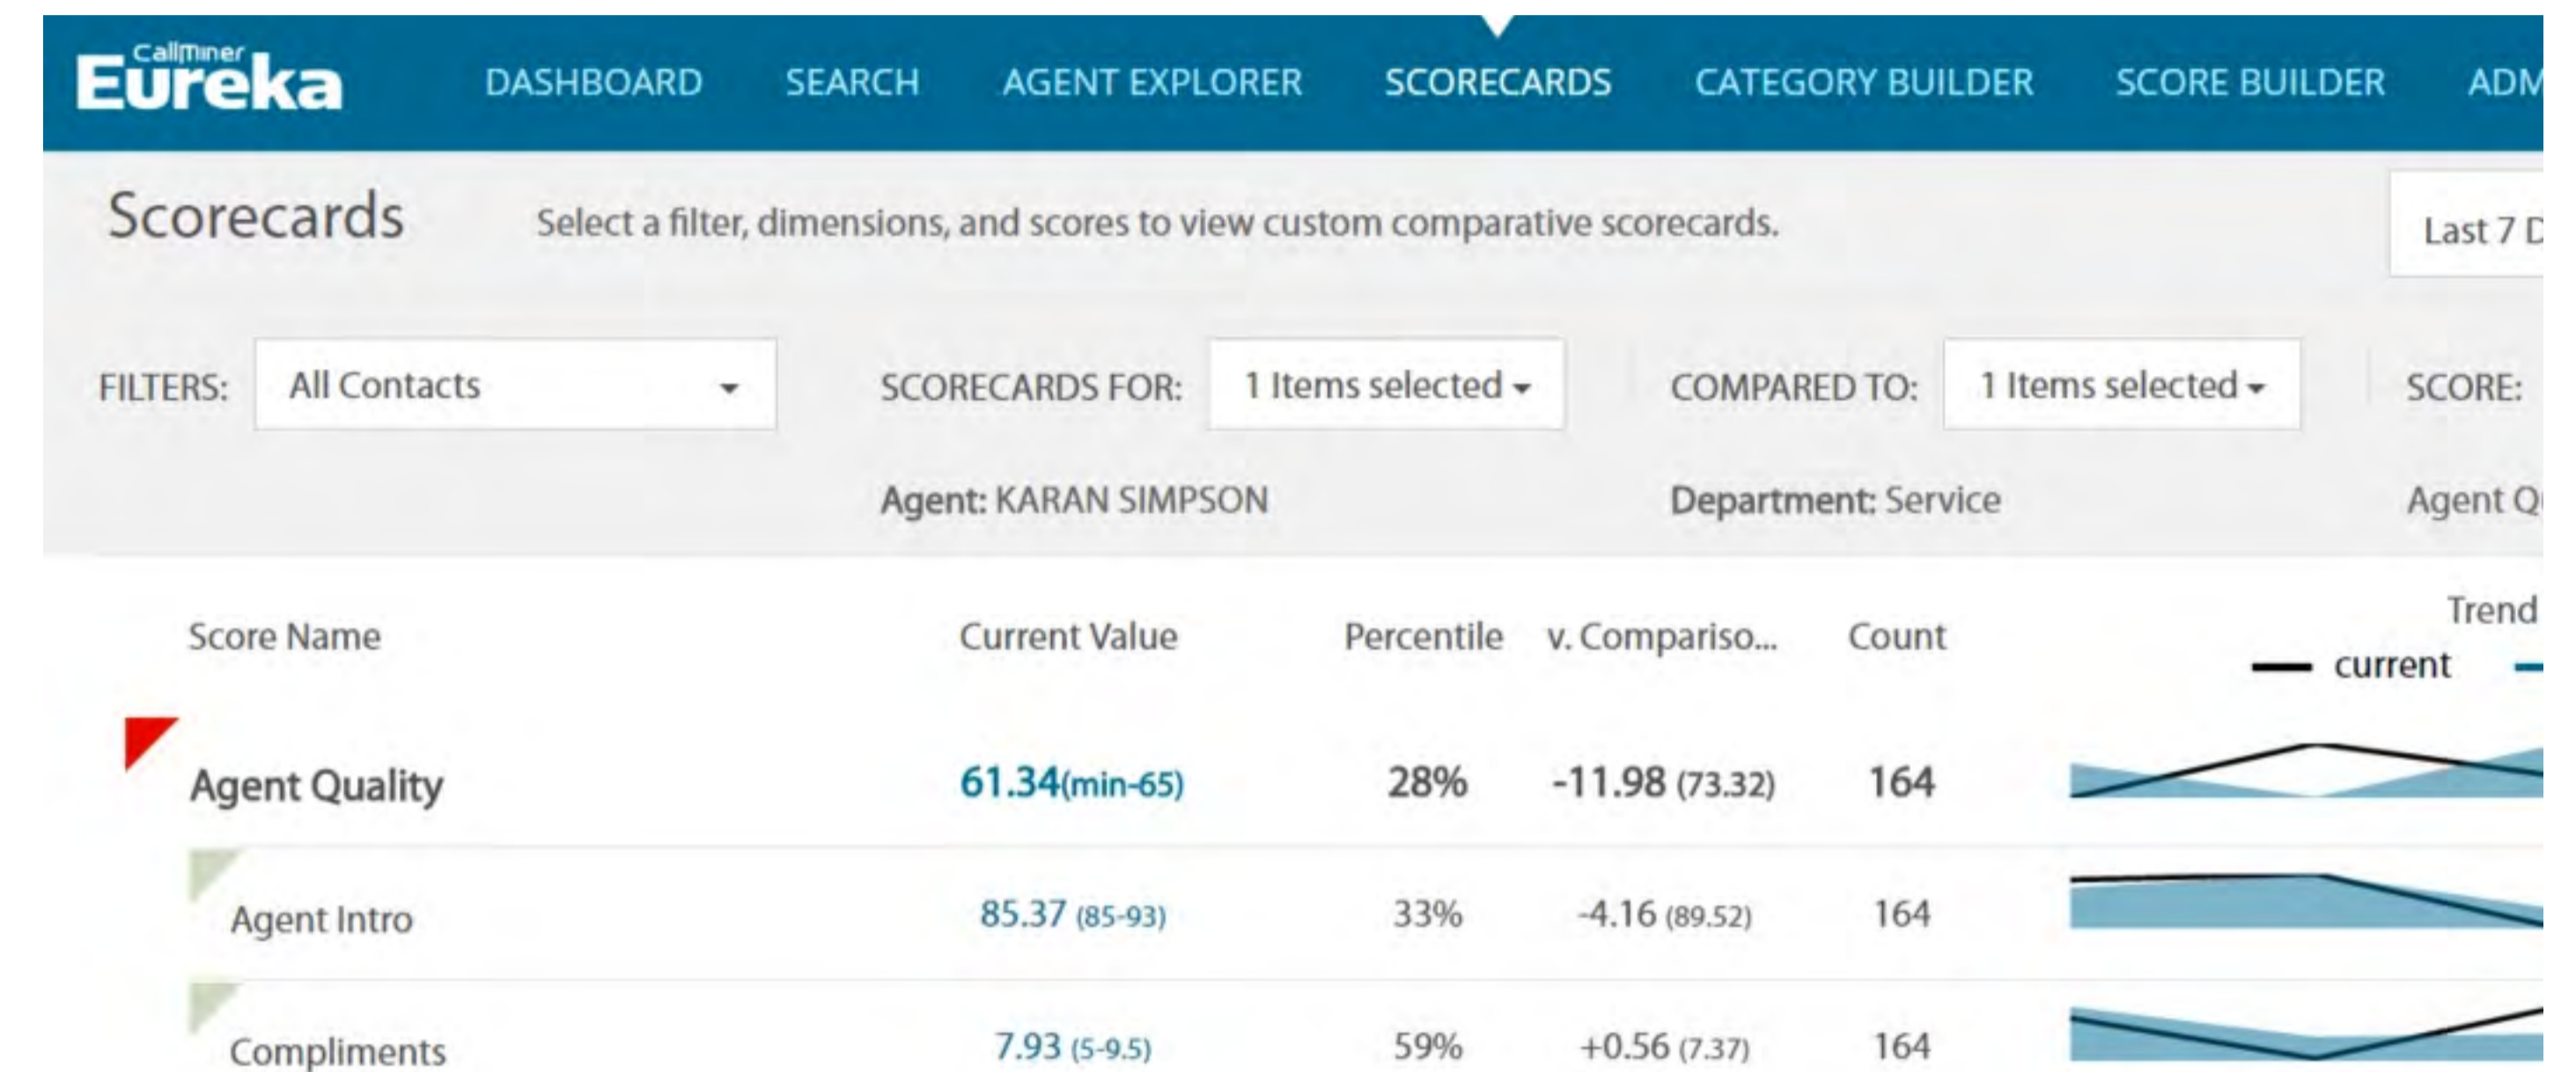 CallMiner
Eureka
DASHBOARD SEARCH AGENT EXPLORER SCORECARDS CATEGORY BUILDER SCORE BUILDER ADM
Scorecards Select a filter, dimensions, and scores to view custom comparative scorecards. Last 7 D
FILTERS: All Contacts SCORECARDS FOR: 1 Items selected COMPARED TO: 1 Items selected SCORE:
Agent: KARAN SIMPSON Department: Service Agent Q
Score Name Current Value Percentile v. Compariso... Count Trend
current
Agent Quality 61.34(min-65) 28% -11.98 (73.32) 164
Agent Intro 85.37 (85-93) 33% -4.16 (89.52) 164
Compliments 7.93 (5-9.5) 59% +0.56 (7.37) 164